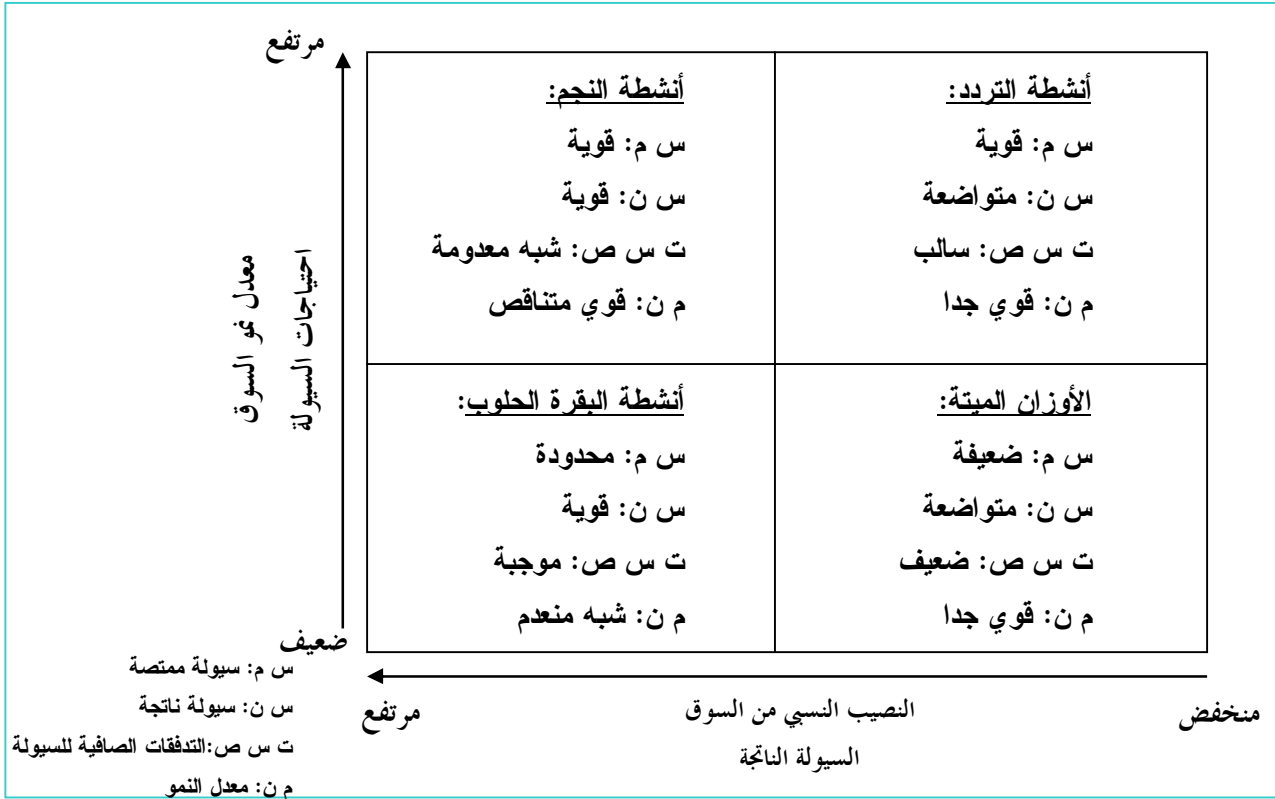 مرتفع
أنشطة التردد:
س م: قوية
س ن: متواضعة
ت س ص: سالب
م ن: قوي جدا
أنشطة النجم:
س م: قوية
س ن: قوية
ت س ص: شبه معدومة
م ن: قوي متناقص
معدل نمو السوق
احتياجات السيولة
الأوزان الميتة:
س م: ضعيفة
س ن: متواضعة
ت س ص: ضعيف
م ن: قوي جدا
أنشطة البقرة الحلوب:
س م: محدودة
س ن: قوية
ت س ص: موجبة
م ن: شبه منعدم
ضعيف
منخفض
النصيب النسبي من السوق
مرتفع
السيولة الناتجة
س م: سيولة ممتصة
س ن: سيولة ناتجة
ت س ص:التدفقات الصافية للسيولة
م ن: معدل النمو